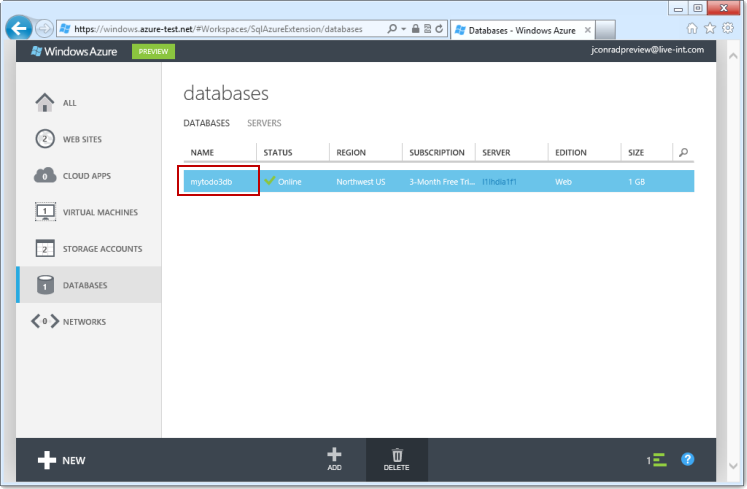 https://windows.azure-test.net/#Workspaces/SqlAzureExtension/databases
Databases - Windows Azure
Windows Azure PREVIEW jconradpreview@live-int.com
ALL
2 WEB SITES
0 CLOUD APPS
1 VIRTUAL MACHINES
2 STORAGE ACCOUNTS
1 DATABASES
0 NETWORKS
databases
DATABASES SERVERS
NAME STATUS REGION SUBSCRIPTION SERVER EDITION SIZE
mytodo3db Online Northwest US 3-Month Free Tri... Web 1 GB
NEW ADD DELETE 1 ?